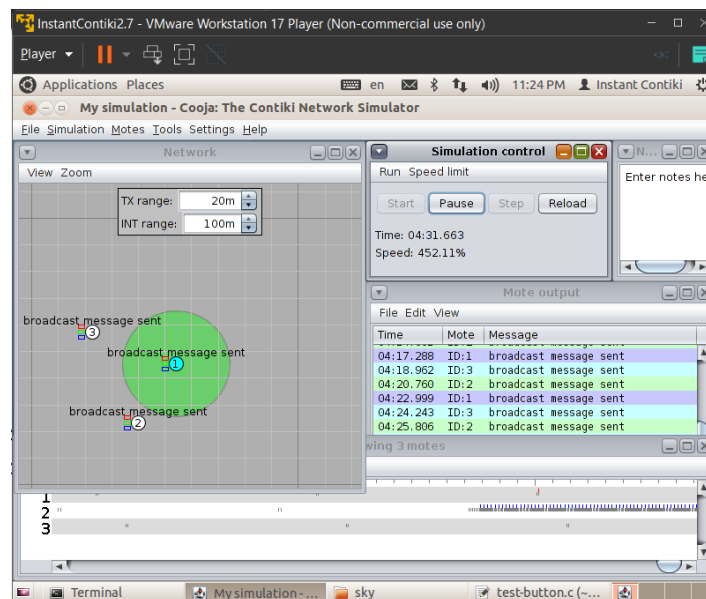 InstantContiki2.7 - VMware Workstation 17 Player (Non-commercial use only)
Player
Applications Places en 11:24 PM Instant Contiki
My simulation - Cooja: The Contiki Network Simulator
File Simulation Motes Tools Settings Help
Network
View Zoom
TX range: 20m
INT range: 100m
broadcast message sent
3
broadcast message sent
1
broadcast message sent
2
Simulation control
Run Speed limit
Start Pause Step Reload
Time: 04:31.663
Speed: 452.11%
N...
Enter notes he
Mote output
File Edit View
Time Mote Message
04:17.288 ID:1 broadcast message sent
04:18.962 ID:3 broadcast message sent
04:20.760 ID:2 broadcast message sent
04:22.999 ID:1 broadcast message sent
04:24.243 ID:3 broadcast message sent
04:25.806 ID:2 broadcast message sent
wing 3 motes
1
2
3
Terminal
My simulation - ...
sky
test-button.c (~...